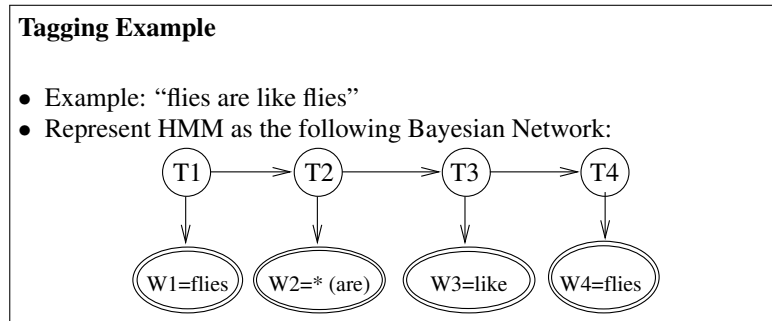 Tagging Example
• Example: “flies are like flies”
• Represent HMM as the following Bayesian Network:
T1 T2 T3 T4
W1=flies W2=* (are) W3=like W4=flies